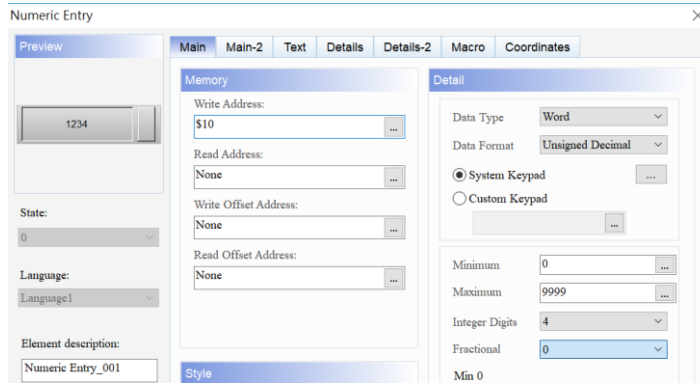 Numeric Entry
Preview
1234
State:
0
Language:
Language1
Element description:
Numeric Entry_001
Main Main-2 Text Details Details-2 Macro Coordinates
Memory
Write Address:
$10
...
Read Address:
None
...
Write Offset Address:
None
...
Read Offset Address:
None
...
Style
Detail
Data Type Word
Data Format Unsigned Decimal
System Keypad ...
Custom Keypad
...
Minimum 0 ...
Maximum 9999 ...
Integer Digits 4
Fractional 0
Min 0